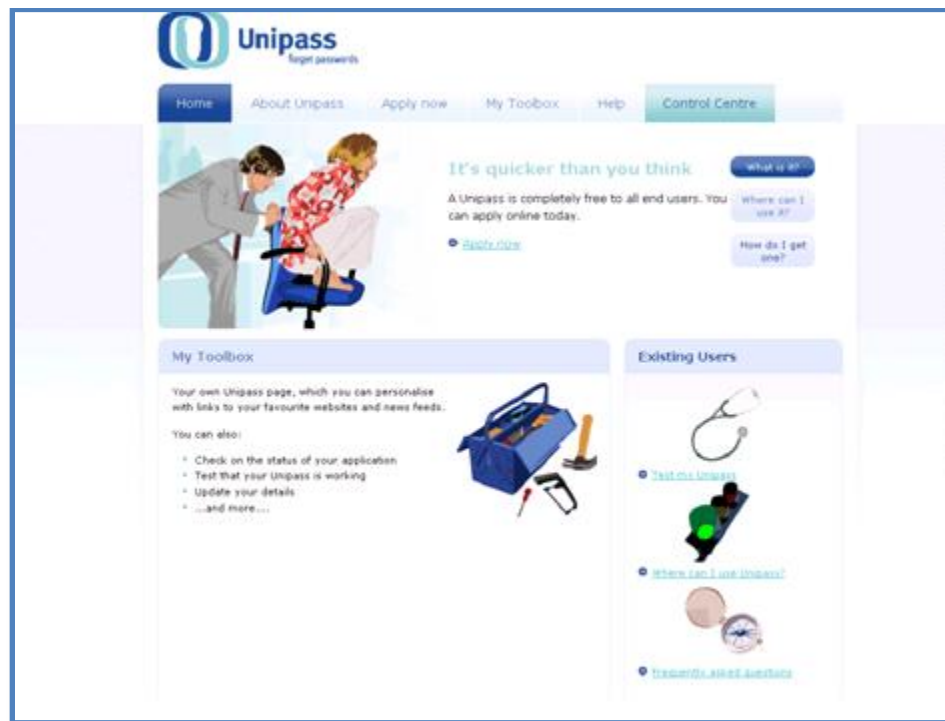 Unipass
forget passwords
Home About Unipass Apply now My Toolbox Help Control Centre
It's quicker than you think
A Unipass is completely free to all end users. You
can apply online today.
Apply now
What is it?
Where can I
use it?
How do I get
one?
My Toolbox
Your own Unipass page, which you can personalise
with links to your favourite websites and news feeds.
You can also:
Check on the status of your application
Test that your Unipass is working
Update your details
...and more....
Existing Users
Test my Unipass
Where can I use Unipass?
Frequently asked questions